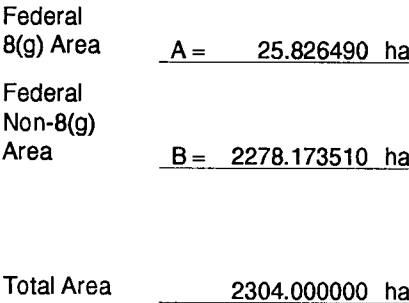 Federal
8(g) Area A = 25.826490 ha
Federal
Non-8(g)
Area B = 2278.173510 ha
Total Area 2304.000000 ha